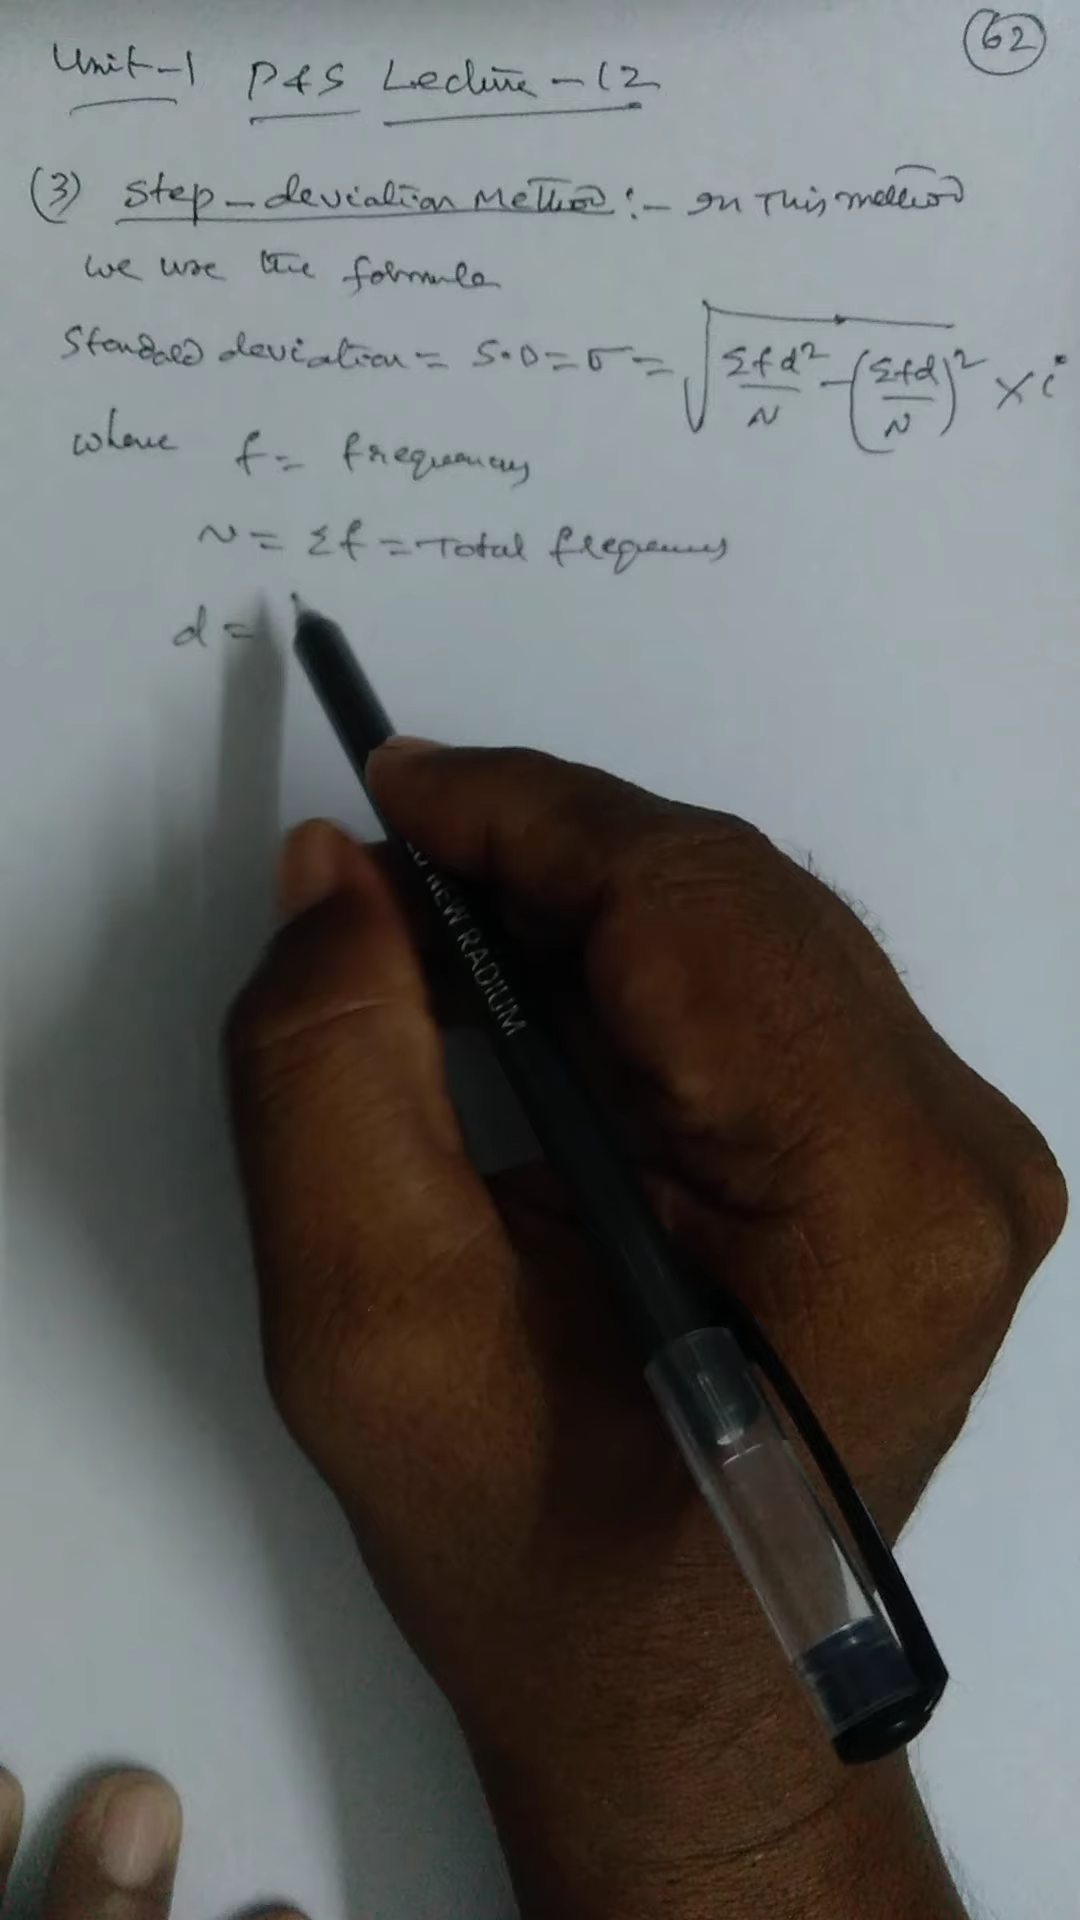 62
Unit-1 P&S Lecture-12
(3) Step-deviation Method:- In This method
we use the formula
Standard deviation = S.D = σ = √(Σfd²/N - (Σfd/N)²) × i
where f = frequency
N = Σf = Total frequency
d =
NEW RADIUM